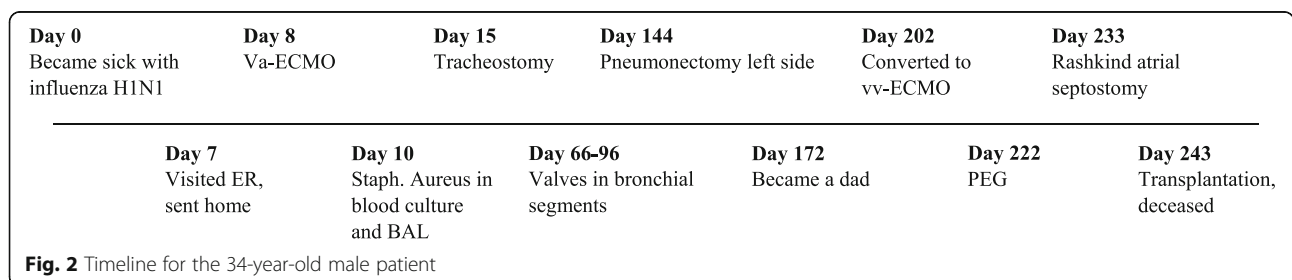 Day 0
Became sick with
influenza H1N1
Day 8
Va-ECMO
Day 15
Tracheostomy
Day 144
Pneumonectomy left side
Day 202
Converted to
vv-ECMO
Day 233
Rashkind atrial
septostomy
Day 7
Visited ER,
sent home
Day 10
Staph. Aureus in
blood culture
and BAL
Day 66-96
Valves in bronchial
segments
Day 172
Became a dad
Day 222
PEG
Day 243
Transplantation,
deceased
Fig. 2 Timeline for the 34-year-old male patient